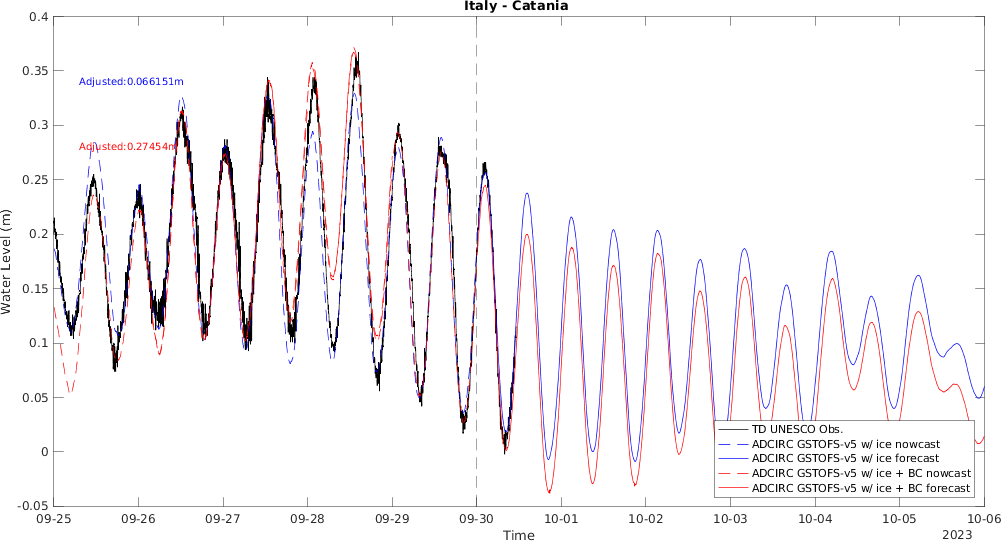 Italy - Catania
0.4
0.35
0.3
0.25
0.2
0.15
0.1
0.05
0
-0.05
Water Level (m)
Adjusted:0.066151m
Adjusted:0.27454m
TD UNESCO Obs.
ADCIRC GSTOFS-v5 w/ ice nowcast
ADCIRC GSTOFS-v5 w/ ice forecast
ADCIRC GSTOFS-v5 w/ ice + BC nowcast
ADCIRC GSTOFS-v5 w/ ice + BC forecast
09-25 09-26 09-27 09-28 09-29 09-30 10-01 10-02 10-03 10-04 10-05 10-06
Time
2023